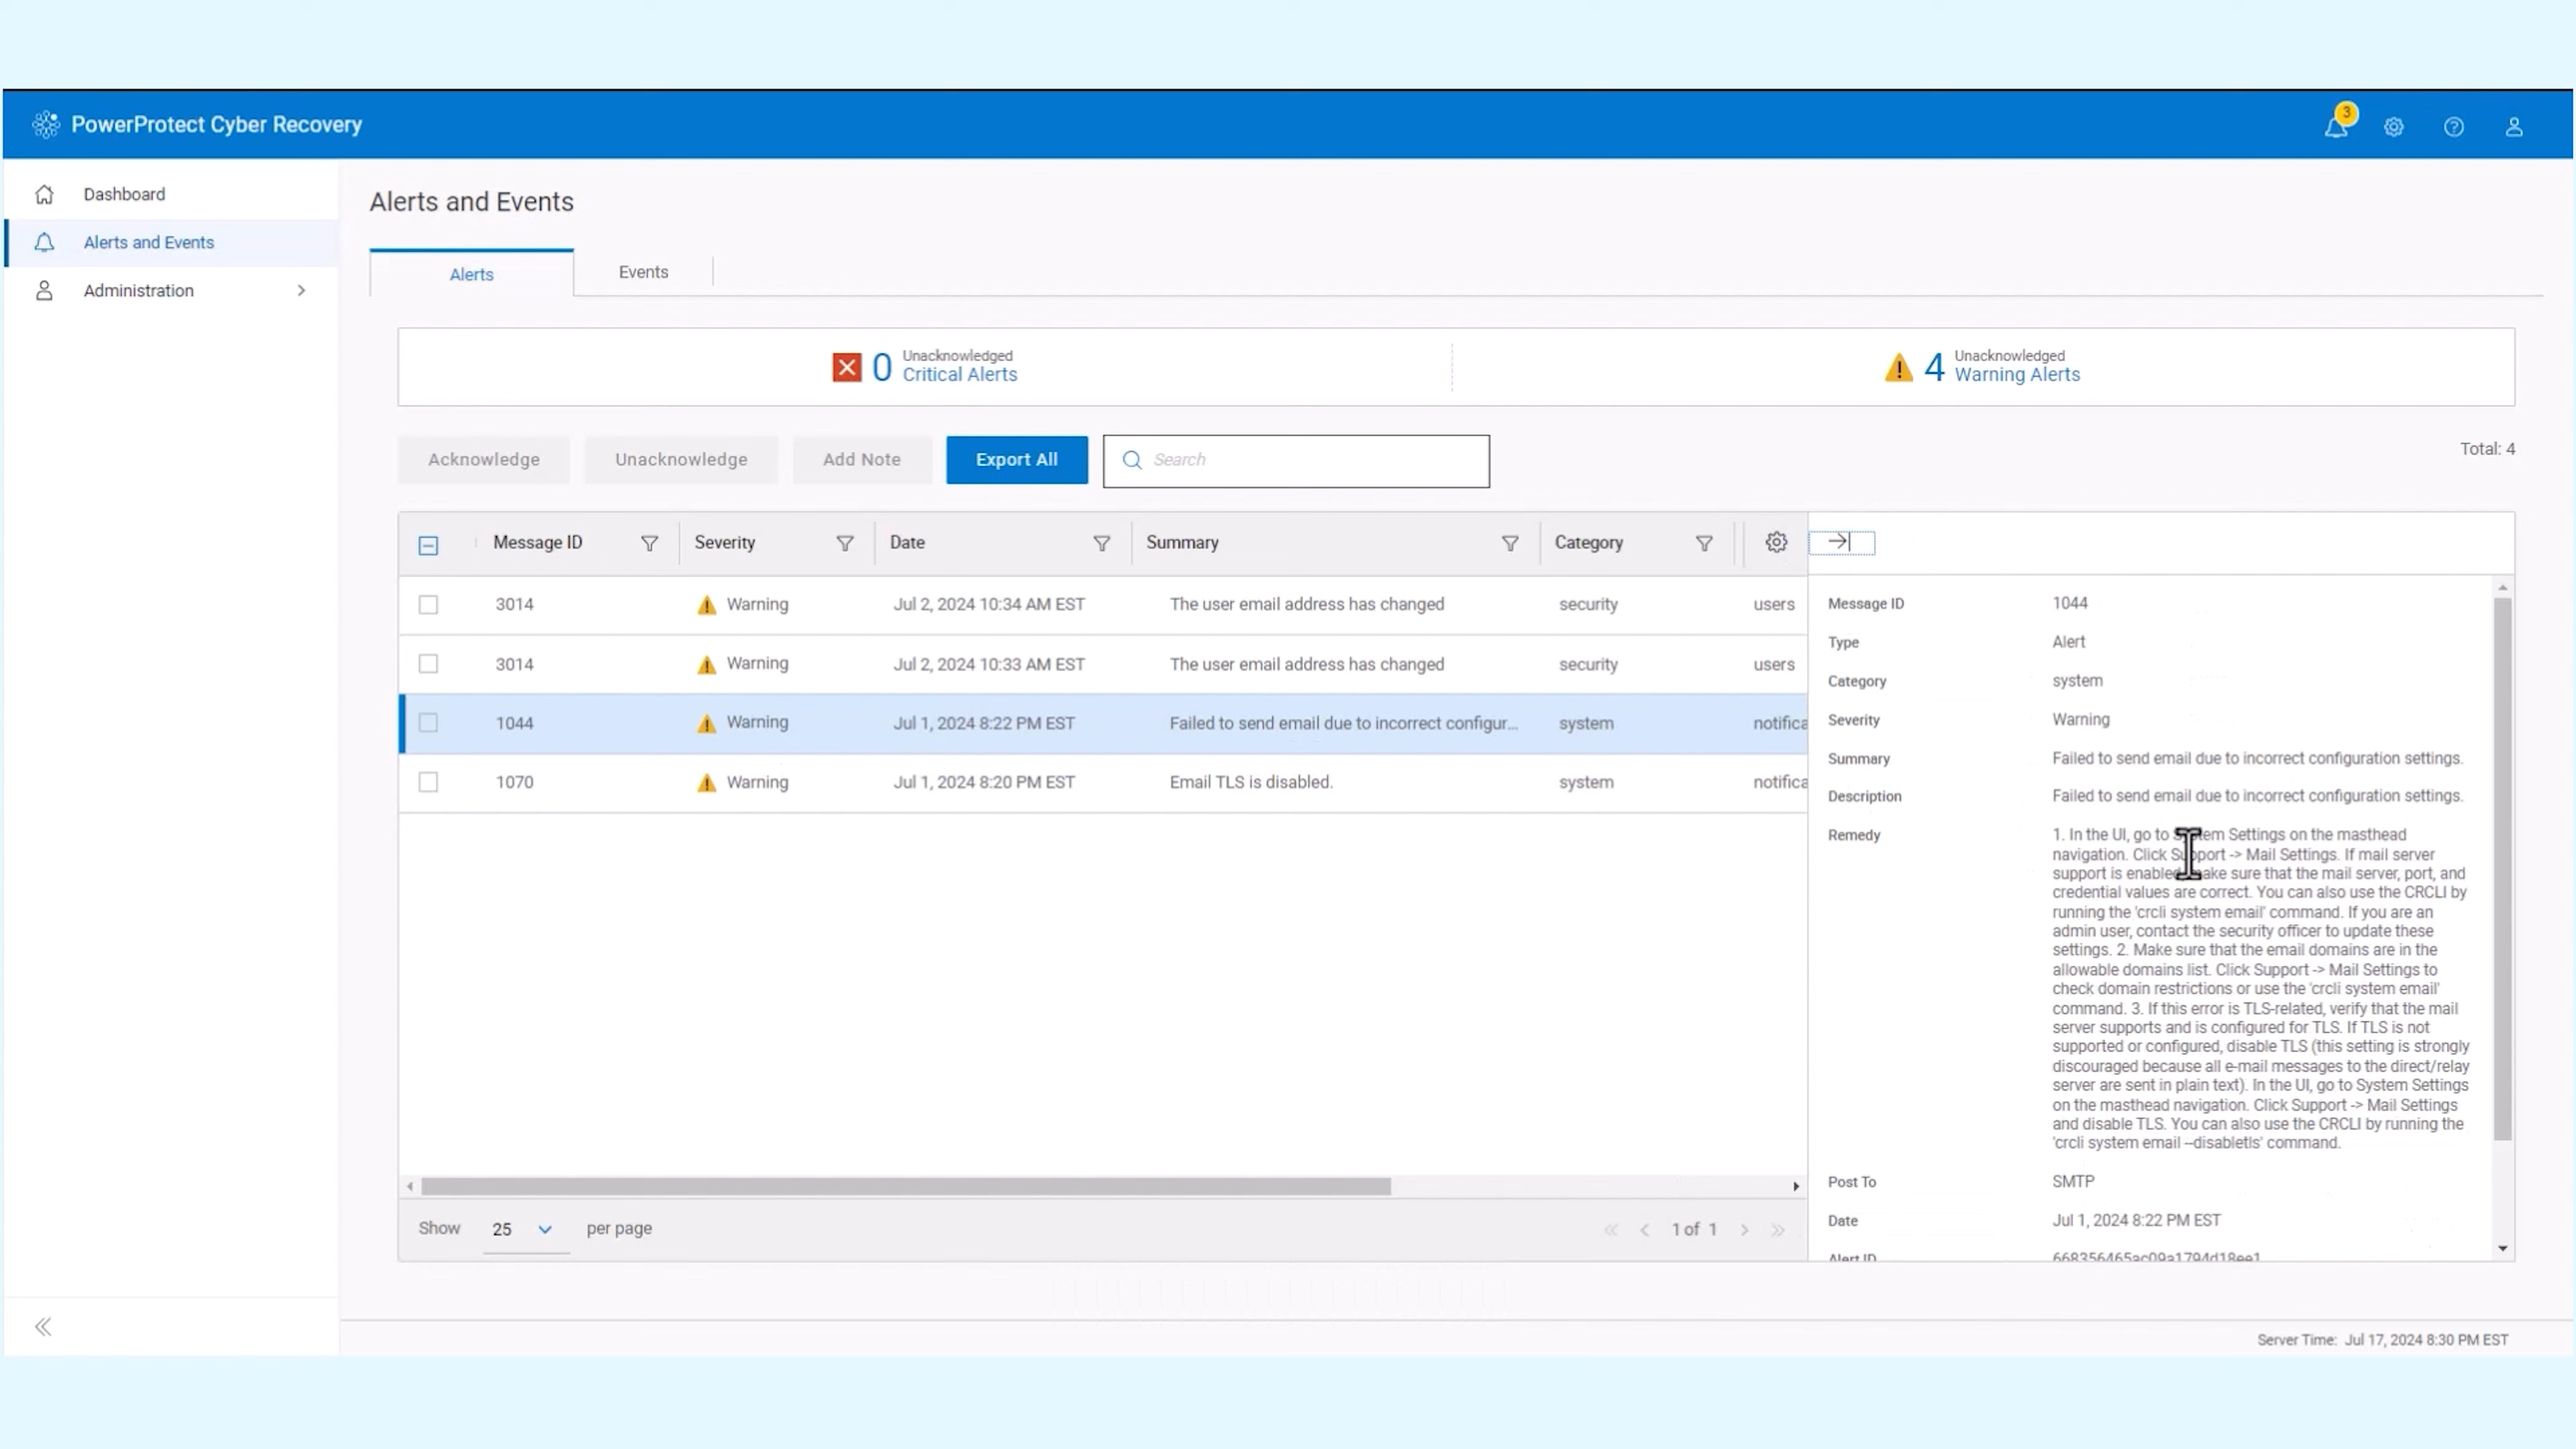 PowerProtect Cyber Recovery
3
Dashboard
Alerts and Events
Administration
Alerts and Events
Alerts
Events
0 Unacknowledged
Critical Alerts
4 Unacknowledged
Warning Alerts
Acknowledge
Unacknowledge
Add Note
Export All
Search
Total: 4
Message ID
Severity
Date
Summary
Category
3014 Warning Jul 2, 2024 10:34 AM EST The user email address has changed security users
3014 Warning Jul 2, 2024 10:33 AM EST The user email address has changed security users
1044 Warning Jul 1, 2024 8:22 PM EST Failed to send email due to incorrect configur... system notifica
1070 Warning Jul 1, 2024 8:20 PM EST Email TLS is disabled. system notifica
Show 25 per page
1 of 1
Message ID 1044
Type Alert
Category system
Severity Warning
Summary Failed to send email due to incorrect configuration settings.
Description Failed to send email due to incorrect configuration settings.
Remedy 1. In the UI, go to System Settings on the masthead
navigation. Click Support -> Mail Settings. If mail server
support is enabled, make sure that the mail server, port, and
credential values are correct. You can also use the CRCLI by
running the 'crcli system email' command. If you are an
admin user, contact the security officer to update these
settings. 2. Make sure that the email domains are in the
allowable domains list. Click Support -> Mail Settings to
check domain restrictions or use the 'crcli system email'
command. 3. If this error is TLS-related, verify that the mail
server supports and is configured for TLS. If TLS is not
supported or configured, disable TLS (this setting is strongly
discouraged because all e-mail messages to the direct/relay
server are sent in plain text). In the UI, go to System Settings
on the masthead navigation. Click Support -> Mail Settings
and disable TLS. You can also use the CRCLI by running the
'crcli system email --disabletls' command.
Post To SMTP
Date Jul 1, 2024 8:22 PM EST
Alert ID 668356465ac09a1794d18ee1
Server Time: Jul 17, 2024 8:30 PM EST